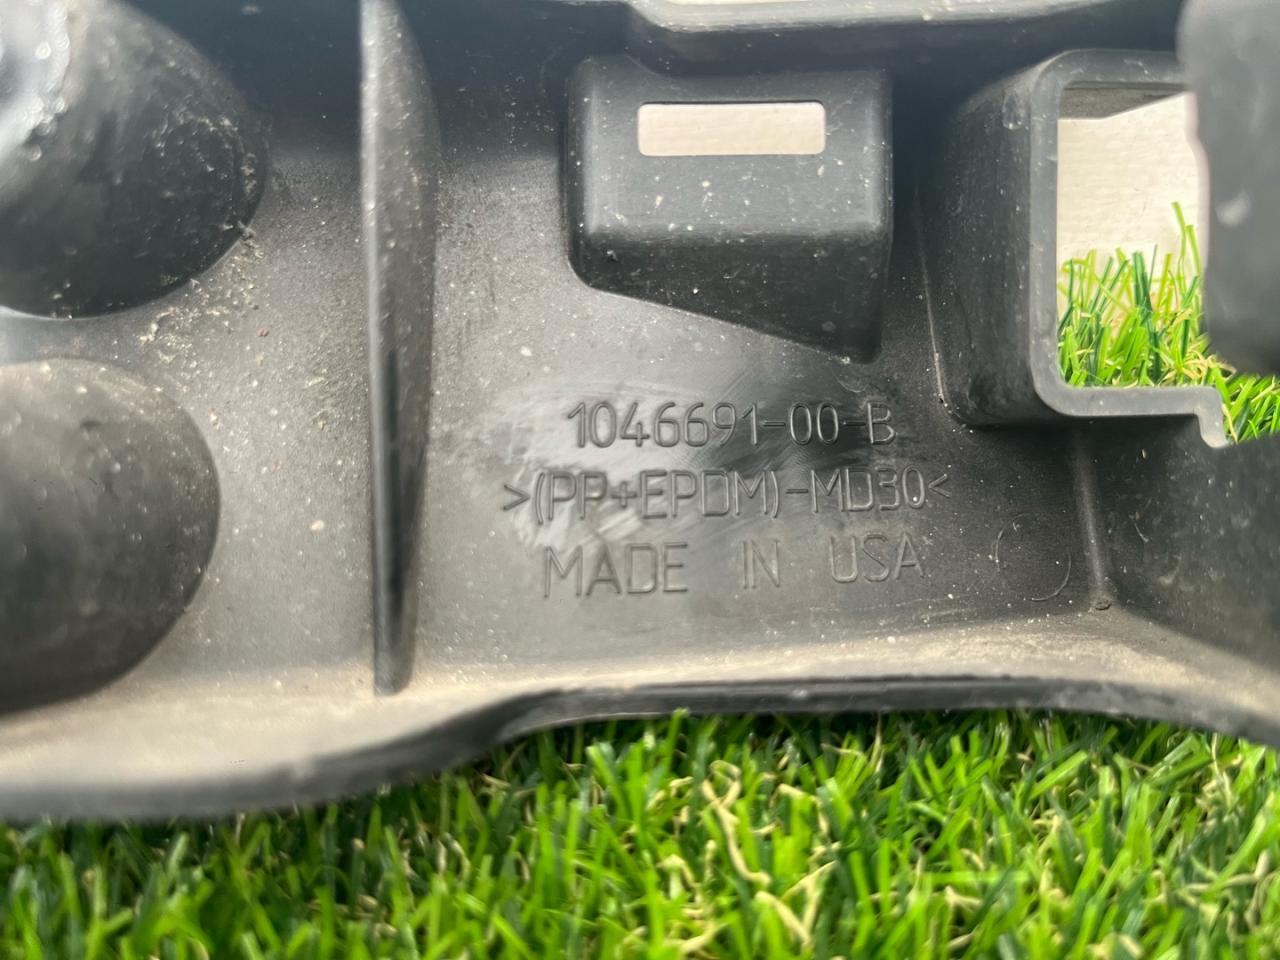 1046691-00-B
>(PP+EPDM)-MD30<
MADE IN USA